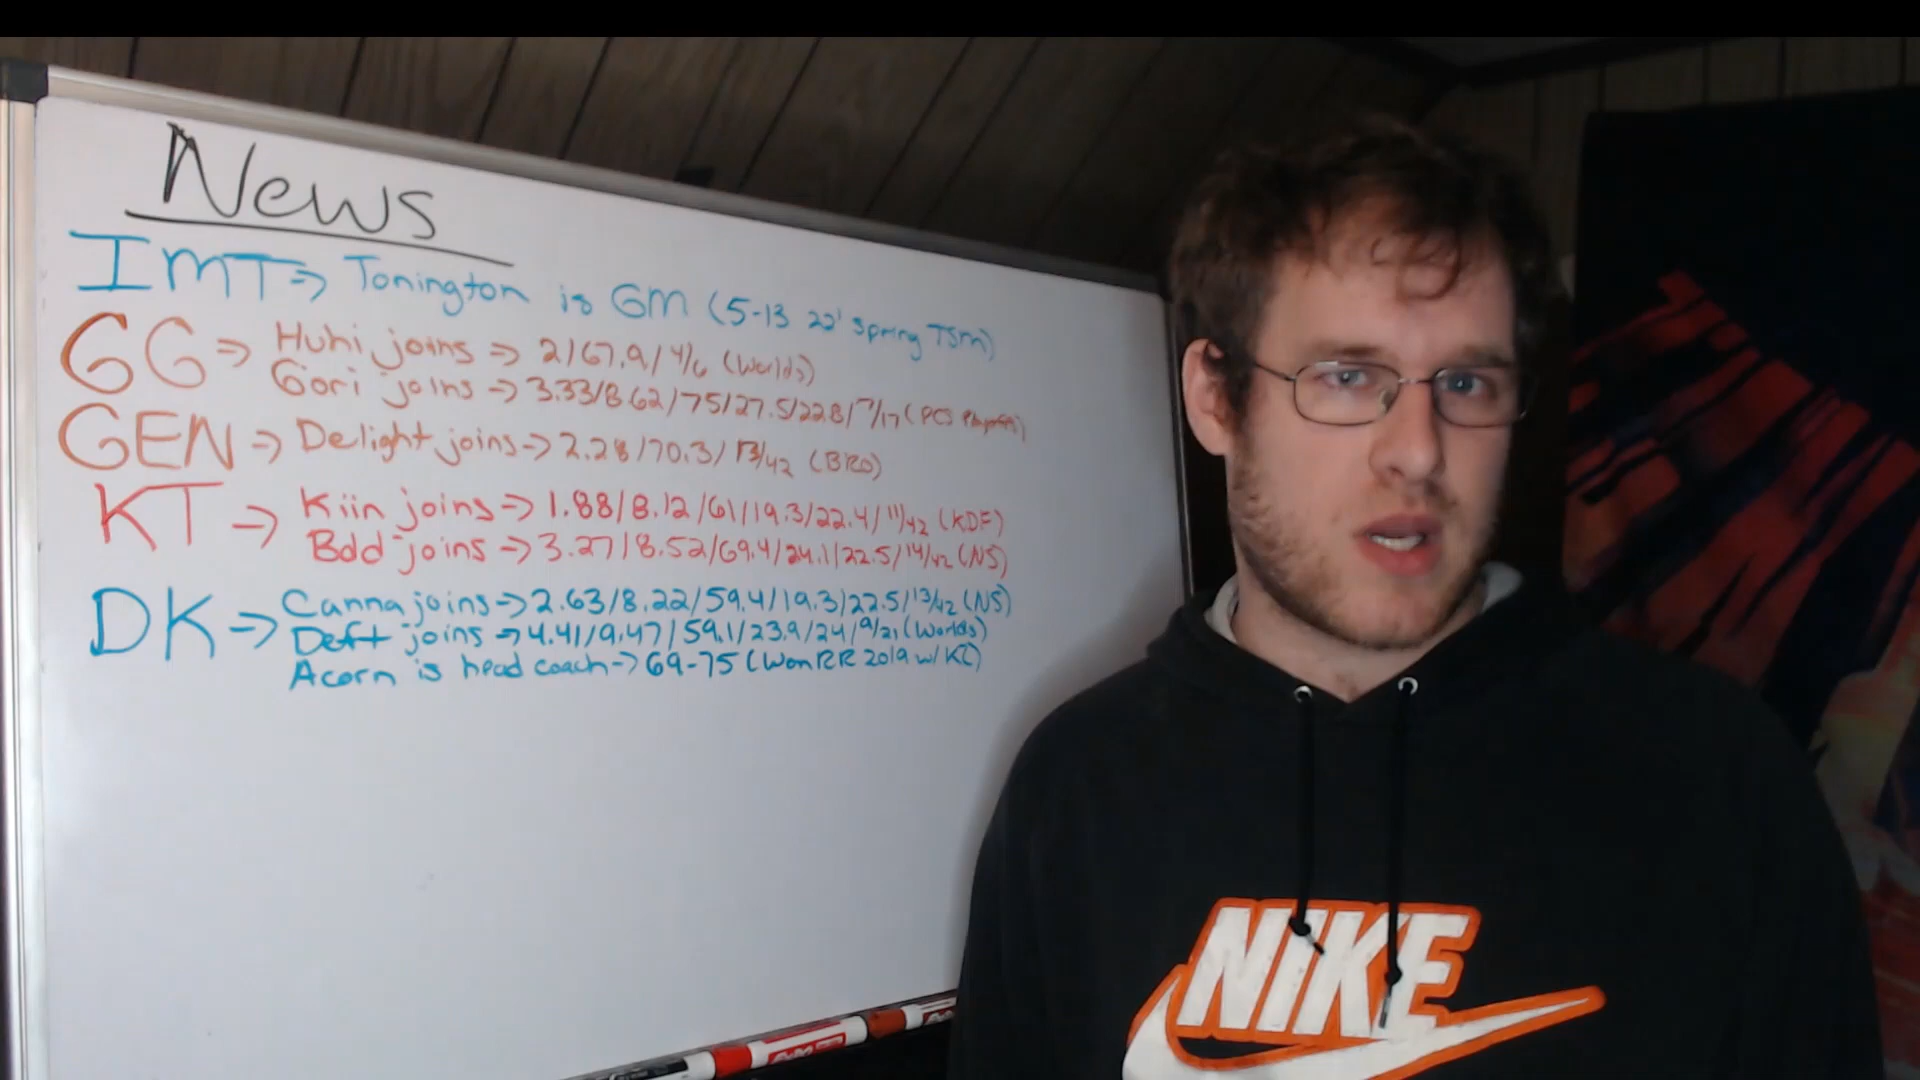 News
IMT => Tonington is GM (5-13 22' Spring TSM)
GG => Huhi joins => 2/67.9/4/6 (Worlds)
Gori joins -> 3.33/8.62/75/27.5/22.8/7/17 (PCS Playoffs)
GEN => Delight joins -> 2.28/70.3/13/42 (BRO)
KT => Kiin joins -> 1.88/8.12/61/19.3/22.4/11/42 (KDF)
Bdd joins -> 3.27/8.52/69.4/24.1/22.5/14/42 (NS)
DK => Canna joins -> 2.63/8.22/59.4/19.3/22.5/13/42 (NS)
Deft joins -> 4.41/9.47/59.1/23.9/24/9/21 (Worlds)
Acorn is head coach -> 69-75 (Won RR 2019 w/ KZ)
NIKE